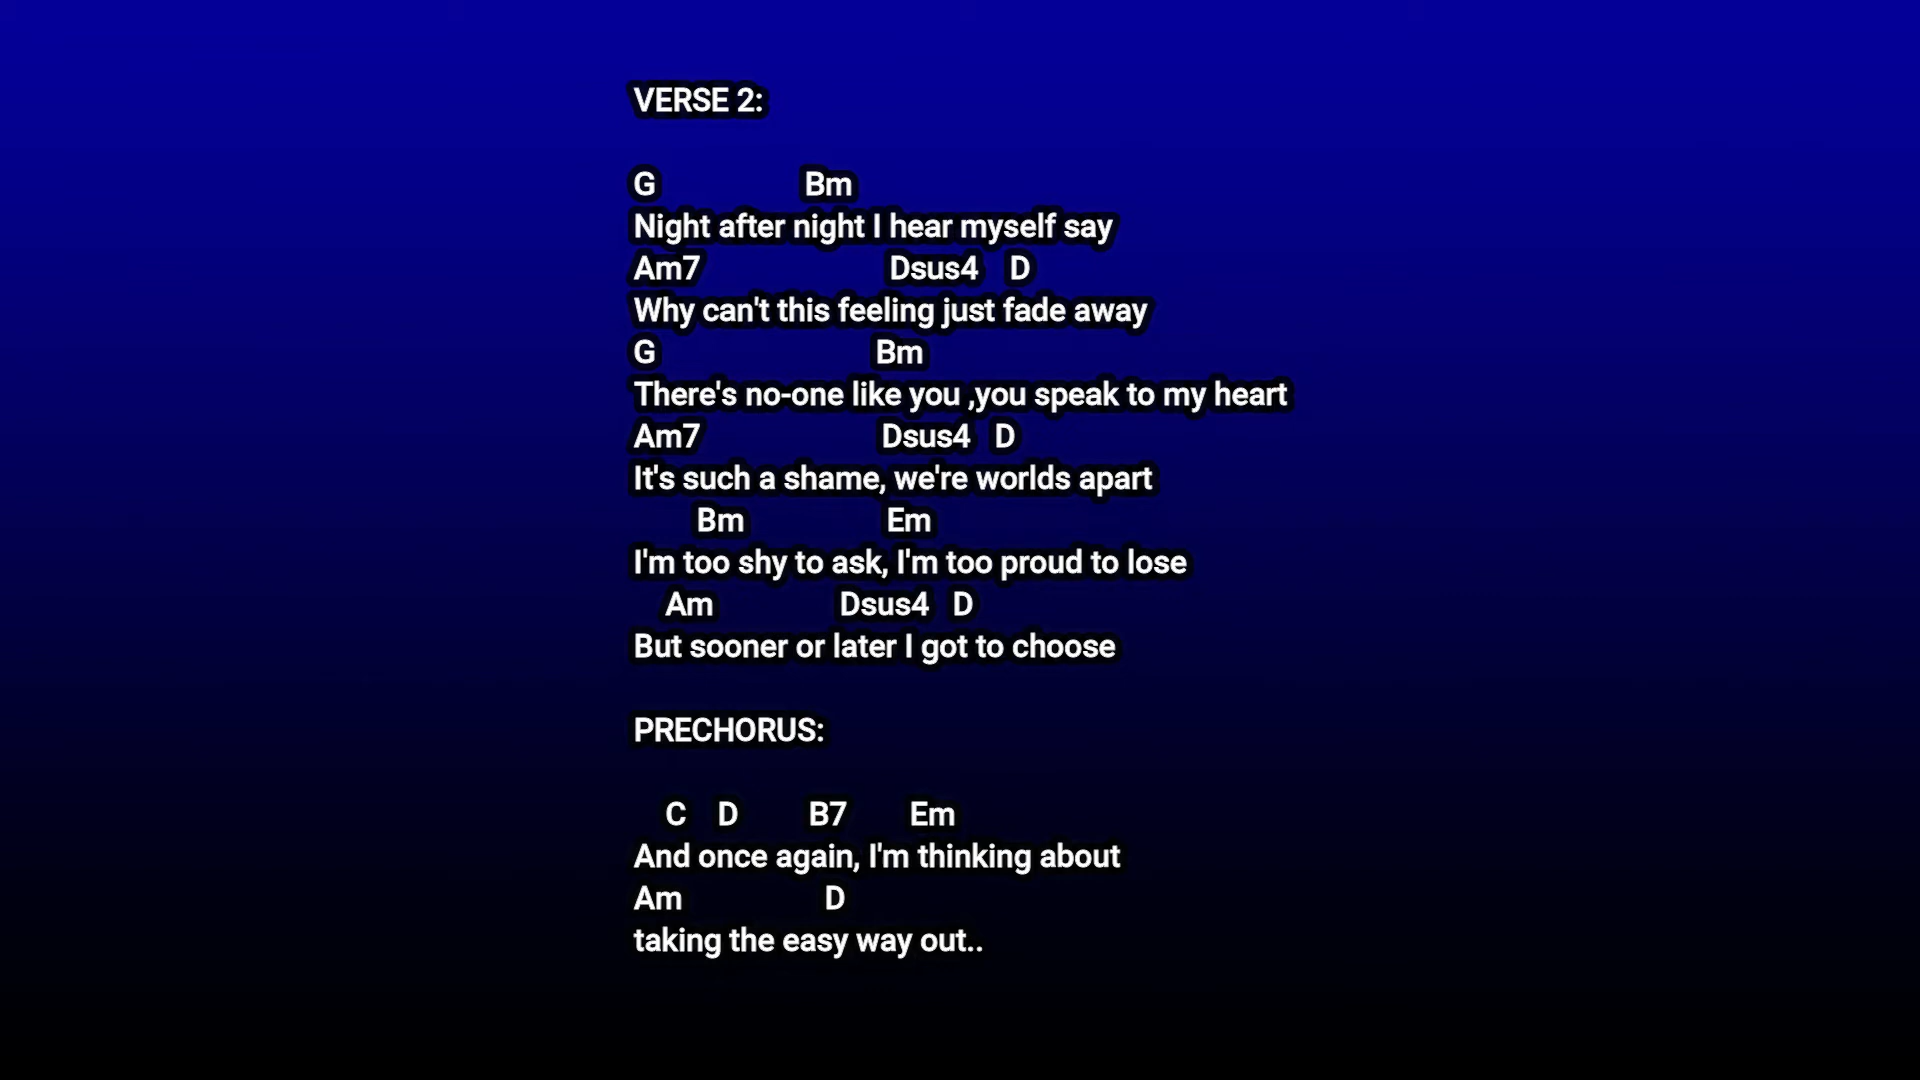 VERSE 2:
G Bm
Night after night I hear myself say
Am7 Dsus4 D
Why can't this feeling just fade away
G Bm
There's no-one like you ,you speak to my heart
Am7 Dsus4 D
It's such a shame, we're worlds apart
Bm Em
I'm too shy to ask, I'm too proud to lose
Am Dsus4 D
But sooner or later I got to choose
PRECHORUS:
C D B7 Em
And once again, I'm thinking about
Am D
taking the easy way out..